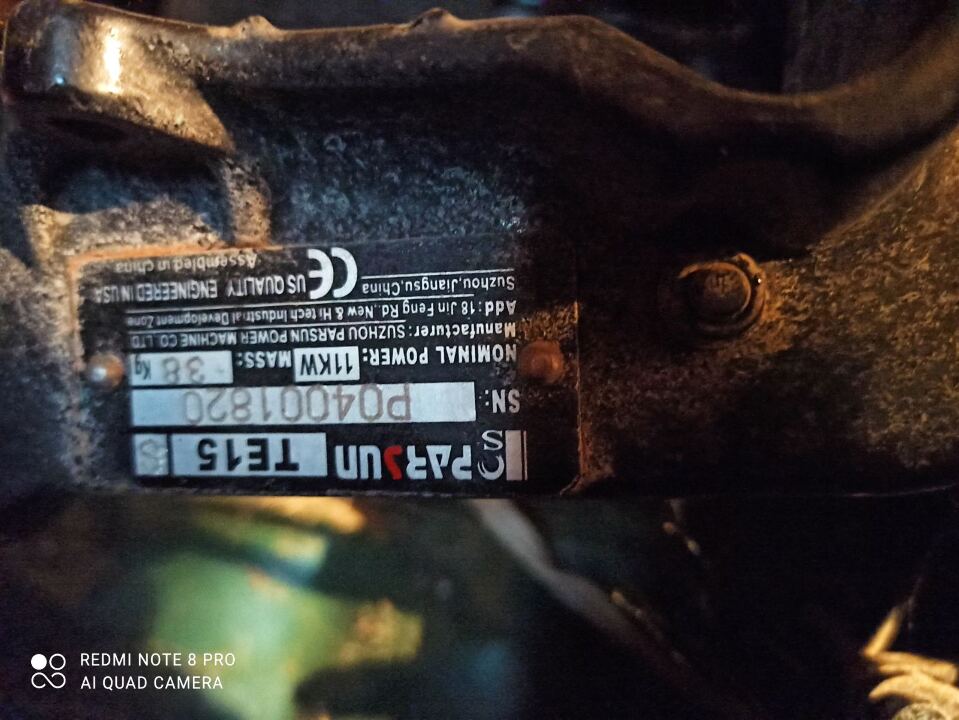 PARSUN TE15 S
SN: P04001820
NOMINAL POWER: 11KW MASS: 38 Kg
Manufacturer: SUZHOU PARSUN POWER MACHINE CO. LTD
Add: 18 Jin Feng Rd. New & Hi tech Industrial Development Zone
Suzhou, Jiangsu, China
CE US QUALITY ENGINEERED IN USA
Assembled in China
REDMI NOTE 8 PRO
AI QUAD CAMERA